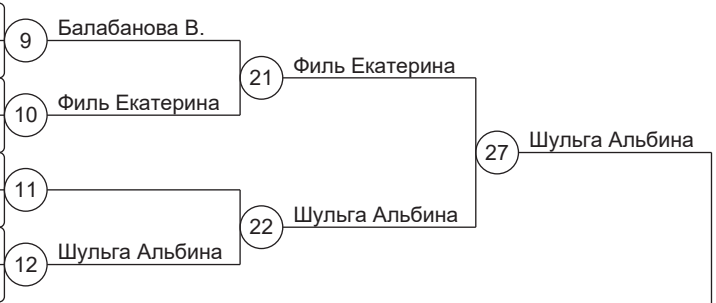 9 Балабанова В.
21 Филь Екатерина
10 Филь Екатерина
27 Шульга Альбина
11
22 Шульга Альбина
12 Шульга Альбина